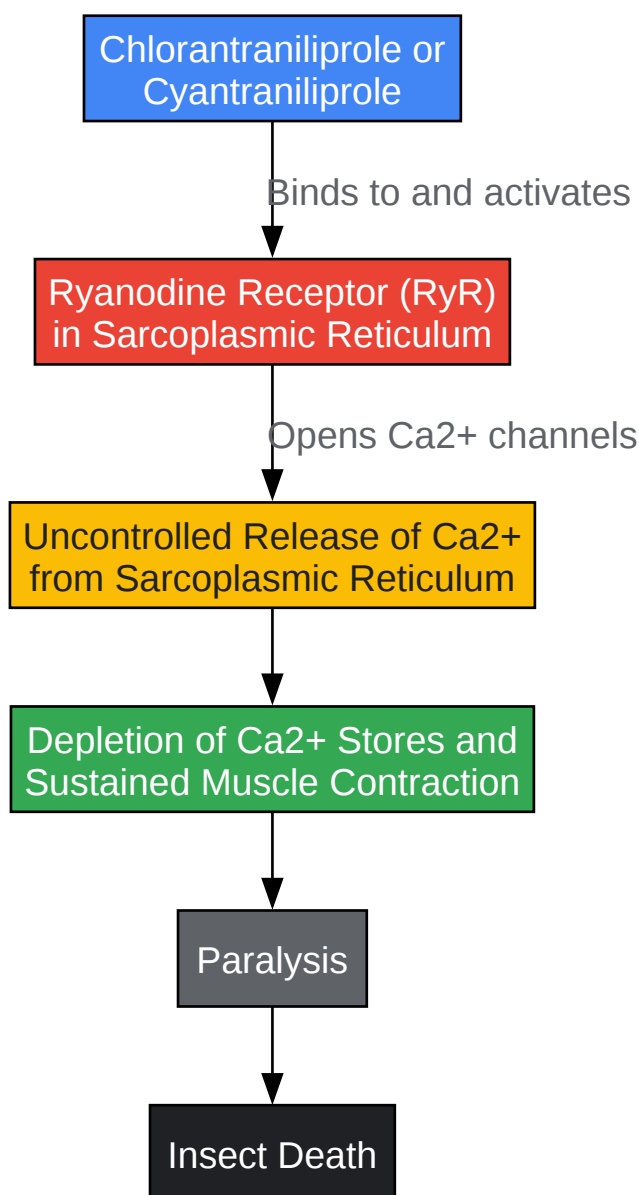 Chlorantraniliprole or
Cyantraniliprole
Binds to and activates
Ryanodine Receptor (RyR)
in Sarcoplasmic Reticulum
Opens Ca2+ channels
Uncontrolled Release of Ca2+
from Sarcoplasmic Reticulum
Depletion of Ca2+ Stores and
Sustained Muscle Contraction
Paralysis
Insect Death